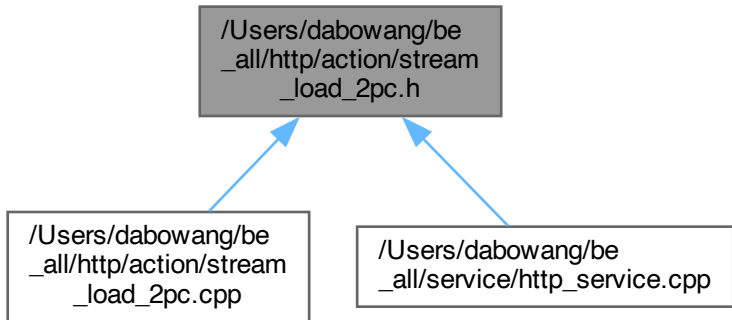 /Users/dabowang/be
_all/http/action/stream
_load_2pc.h
/Users/dabowang/be
_all/http/action/stream
_load_2pc.cpp
/Users/dabowang/be
_all/service/http_service.cpp